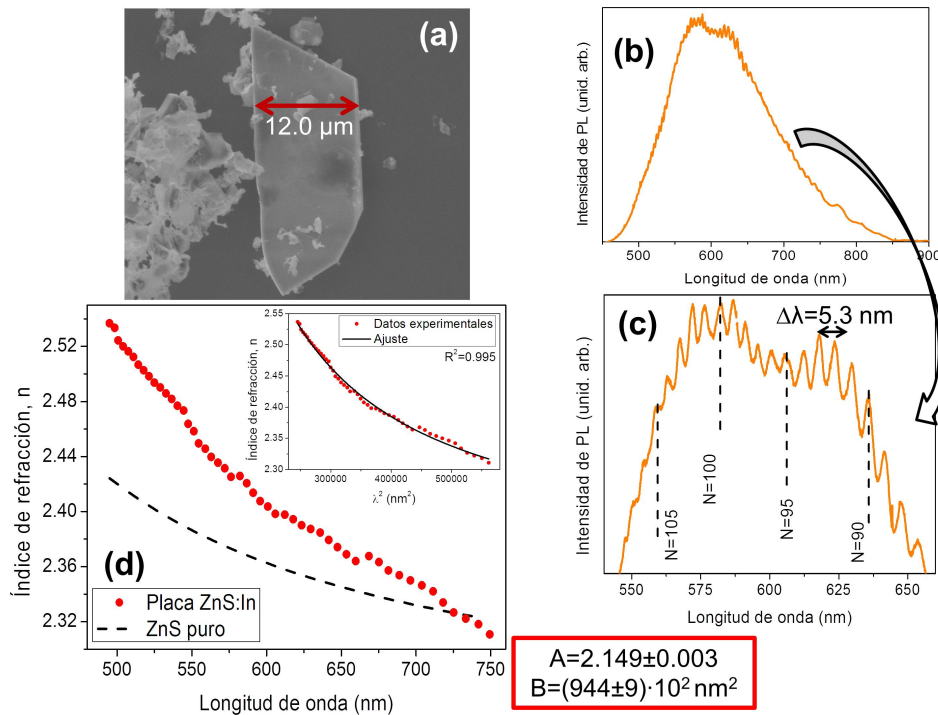 (a)
12.0 µm
(b)
Intensidad de PL (unid. arb.)
500 600 700 800 900
Longitud de onda (nm)
(c)
Δλ=5.3 nm
Intensidad de PL (unid. arb.)
N=105
N=100
N=95
N=90
550 575 600 625 650
Longitud de onda (nm)
(d)
Índice de refracción, n
2.52
2.48
2.44
2.40
2.36
2.32
Placa ZnS:In
ZnS puro
500 550 600 650 700 750
Longitud de onda (nm)
Índice de refracción, n
2.55
2.50
2.45
2.40
2.35
2.30
Datos experimentales
Ajuste
R²=0.995
300000 400000 500000
λ² (nm²)
A=2.149±0.003
B=(944±9)·10² nm²